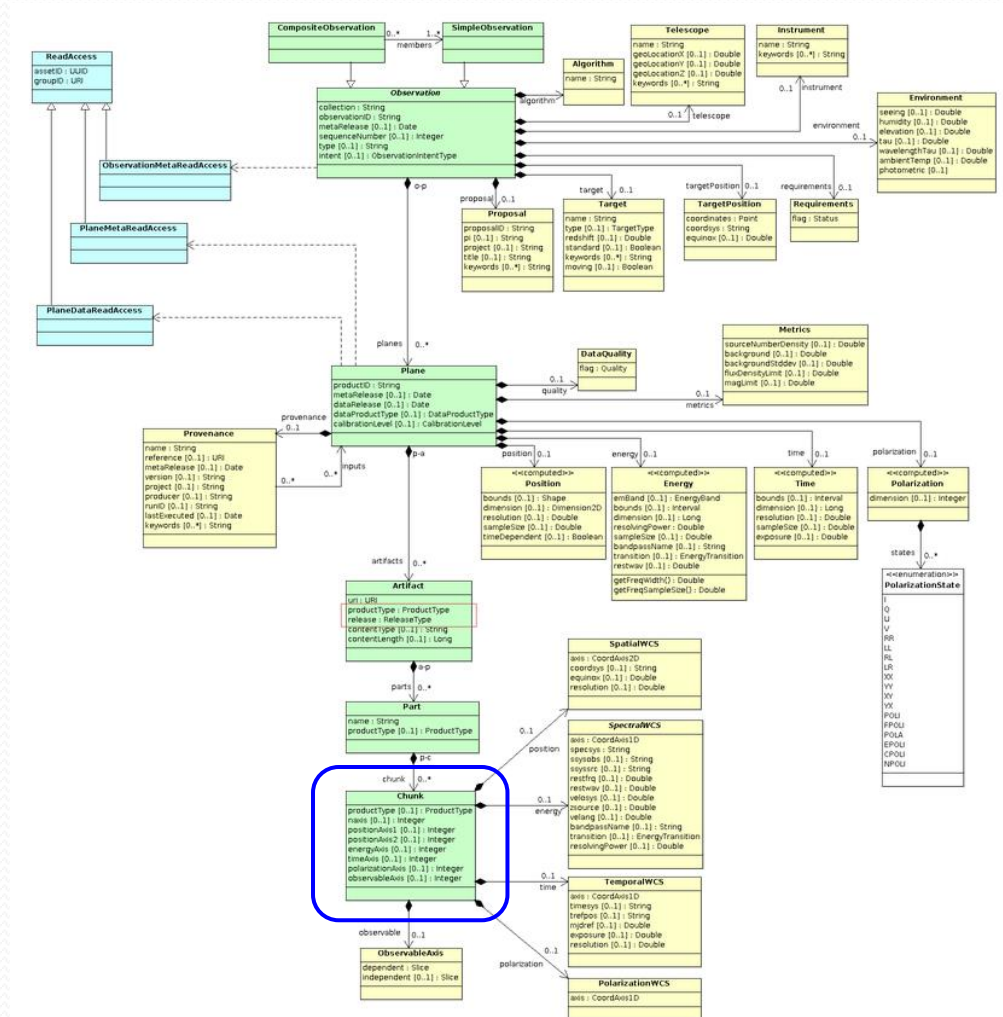 CompositeObservation
0..*
members
1..*
SimpleObservation
ReadAccess
assetID : UUID
groupID : URI
ObservationMetaReadAccess
PlaneMetaReadAccess
PlaneDataReadAccess
Observation
collection : String
observationID : String
metaRelease [0..1] : Date
sequenceNumber [0..1] : Integer
type [0..1] : String
intent [0..1] : ObservationIntentType
algorithm
Algorithm
name : String
Telescope
name : String
geoLocationX [0..1] : Double
geoLocationY [0..1] : Double
geoLocationZ [0..1] : Double
keywords [0..*] : String
0..1
telescope
Instrument
name : String
keywords [0..*] : String
0..1
instrument
Environment
seeing [0..1] : Double
humidity [0..1] : Double
elevation [0..1] : Double
tau [0..1] : Double
wavelengthTau [0..1] : Double
ambientTemp [0..1] : Double
photometric [0..1]
environment
0..1
proposal
0..1
Proposal
proposalID : String
pi [0..1] : String
project [0..1] : String
title [0..1] : String
keywords [0..*] : String
target
0..1
Target
name : String
type [0..1] : TargetType
redshift [0..1] : Double
standard [0..1] : Boolean
keywords [0..*] : String
moving [0..1] : Boolean
targetPosition
0..1
TargetPosition
coordinates : Point
coordsys : String
equinox [0..1] : Double
requirements
0..1
Requirements
flag : Status
o-p
planes
0..*
Plane
productID : String
metaRelease [0..1] : Date
dataRelease [0..1] : Date
dataProductType [0..1] : DataProductType
calibrationLevel [0..1] : CalibrationLevel
DataQuality
flag : Quality
0..1
quality
Metrics
sourceNumberDensity [0..1] : Double
background [0..1] : Double
backgroundStddev [0..1] : Double
fluxDensityLimit [0..1] : Double
magLimit [0..1] : Double
0..1
metrics
provenance
0..1
Provenance
name : String
reference [0..1] : URI
metaRelease [0..1] : Date
version [0..1] : String
project [0..1] : String
producer [0..1] : String
runID [0..1] : String
lastExecuted [0..1] : Date
keywords [0..*] : String
0..*
0..*
inputs
p-a
position
0..1
<<computed>>
Position
bounds [0..1] : Shape
dimension [0..1] : Dimension2D
resolution [0..1] : Double
sampleSize [0..1] : Double
timeDependent [0..1] : Boolean
energy
0..1
<<computed>>
Energy
emBand [0..1] : EnergyBand
bounds [0..1] : Interval
dimension [0..1] : Long
resolvingPower [0..1] : Double
sampleSize [0..1] : Double
bandpassName [0..1] : String
transition [0..1] : EnergyTransition
restwav [0..1] : Double
getFreqWidth() : Double
getFreqSampleSize() : Double
time
0..1
<<computed>>
Time
bounds [0..1] : Interval
dimension [0..1] : Long
resolution [0..1] : Double
sampleSize [0..1] : Double
exposure [0..1] : Double
polarization
0..1
<<computed>>
Polarization
dimension [0..1] : Integer
states
0..*
<<enumeration>>
PolarizationState
I
Q
U
V
RR
LL
RL
LR
XX
YY
XY
YX
POLI
FPOLI
POLA
EPOLI
CPOLI
NPOLI
artifacts
0..*
Artifact
uri : URI
productType : ProductType
release : ReleaseType
contentType [0..1] : String
contentLength [0..1] : Long
a-p
parts
0..*
Part
name : String
productType [0..1] : ProductType
p-c
chunk
0..*
Chunk
productType [0..1] : ProductType
naxis [0..1] : Integer
positionAxis1 [0..1] : Integer
positionAxis2 [0..1] : Integer
energyAxis [0..1] : Integer
timeAxis [0..1] : Integer
polarizationAxis [0..1] : Integer
observableAxis [0..1] : Integer
0..1
position
SpatialWCS
axis : CoordAxis2D
coordsys [0..1] : String
equinox [0..1] : Double
resolution [0..1] : Double
0..1
energy
SpectralWCS
axis : CoordAxis1D
specsys : String
ssysobs [0..1] : String
ssyssrc [0..1] : String
restfrq [0..1] : Double
restwav [0..1] : Double
velosys [0..1] : Double
zsource [0..1] : Double
velang [0..1] : Double
bandpassName [0..1] : String
transition [0..1] : EnergyTransition
resolvingPower [0..1] : Double
0..1
time
TemporalWCS
axis : CoordAxis1D
timesys [0..1] : String
trefpos [0..1] : String
mjdref [0..1] : Double
exposure [0..1] : Double
resolution [0..1] : Double
observable
0..1
ObservableAxis
dependent : Slice
independent [0..1] : Slice
0..1
polarization
PolarizationWCS
axis : CoordAxis1D